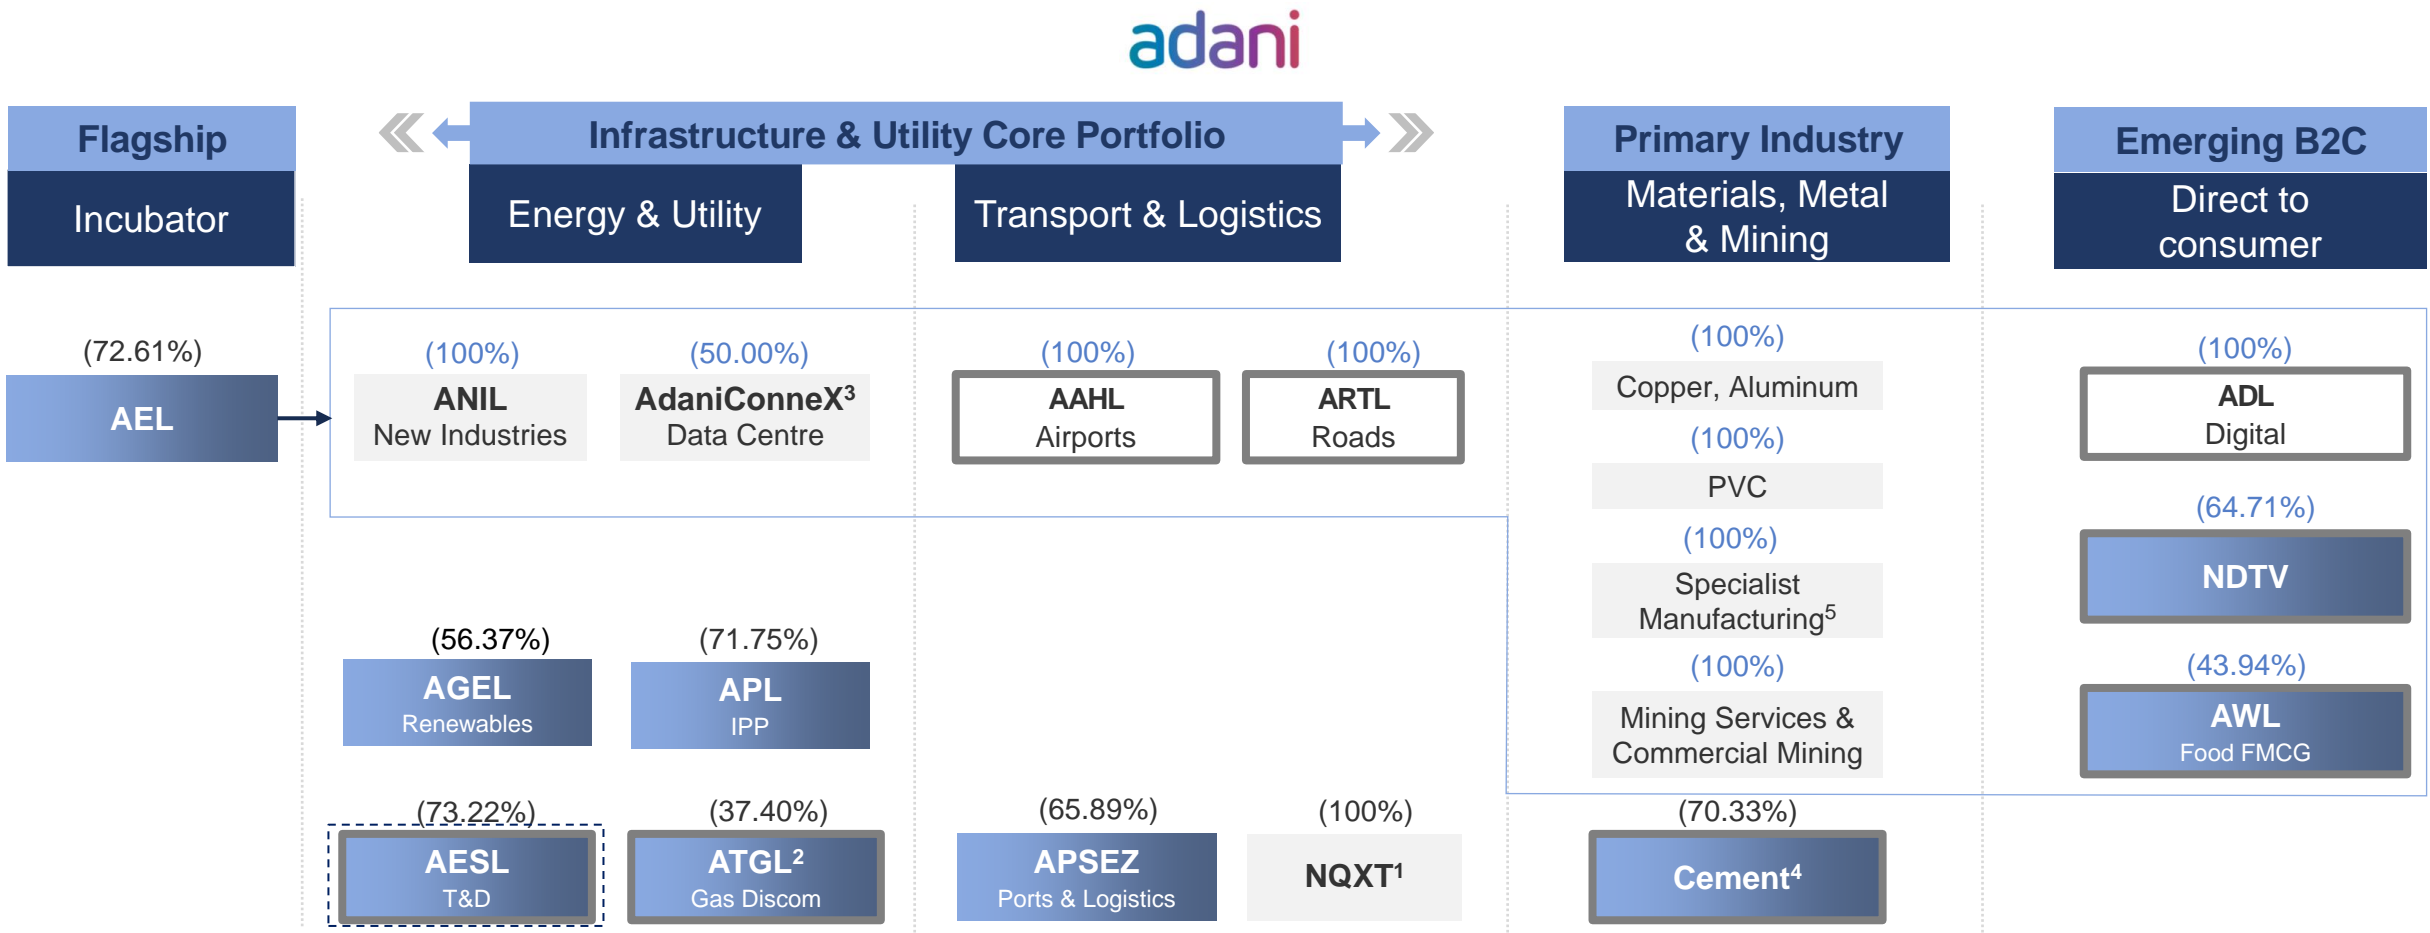 adani
Flagship
Infrastructure & Utility Core Portfolio
Primary Industry
Emerging B2C
Incubator
Energy & Utility
Transport & Logistics
Materials, Metal
& Mining
Direct to
consumer
(72.61%)
AEL
(100%)
ANIL
New Industries
(50.00%)
AdaniConneX³
Data Centre
(100%)
AAHL
Airports
(100%)
ARTL
Roads
(100%)
Copper, Aluminum
(100%)
PVC
(100%)
Specialist
Manufacturing⁵
(100%)
Mining Services &
Commercial Mining
(100%)
ADL
Digital
(64.71%)
NDTV
(43.94%)
AWL
Food FMCG
(56.37%)
AGEL
Renewables
(71.75%)
APL
IPP
(73.22%)
AESL
T&D
(37.40%)
ATGL²
Gas Discom
(65.89%)
APSEZ
Ports & Logistics
(100%)
NQXT¹
(70.33%)
Cement⁴